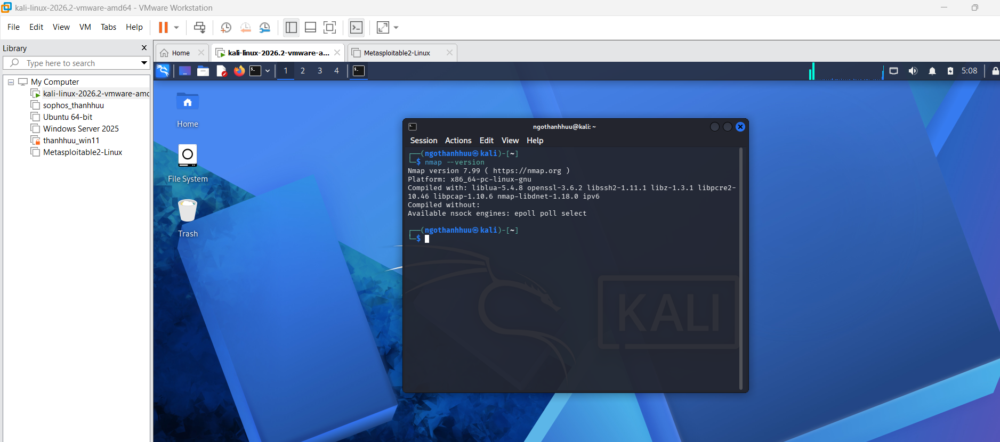 kali-linux-2026.2-vmware-amd64 - VMware Workstation
File Edit View VM Tabs Help
Library
Type here to search
My Computer
kali-linux-2026.2-vmware-amd
sophos_thanhhuu
Ubuntu 64-bit
Windows Server 2025
thanhhuu_win11
Metasploitable2-Linux
Home kali-linux-2026.2-vmware-a... Metasploitable2-Linux
1 2 3 4 5:08
Home
File System
Trash
ngothanhhuu@kali: ~
Session Actions Edit View Help
┌──(ngothanhhuu㉿kali)-[~]
└─$ nmap --version
Nmap version 7.99 ( https://nmap.org )
Platform: x86_64-pc-linux-gnu
Compiled with: liblua-5.4.8 openssl-3.6.2 libssh2-1.11.1 libz-1.3.1 libpcre2-
10.46 libpcap-1.10.6 nmap-libdnet-1.18.0 ipv6
Compiled without:
Available nsock engines: epoll poll select
┌──(ngothanhhuu㉿kali)-[~]
└─$
KALI